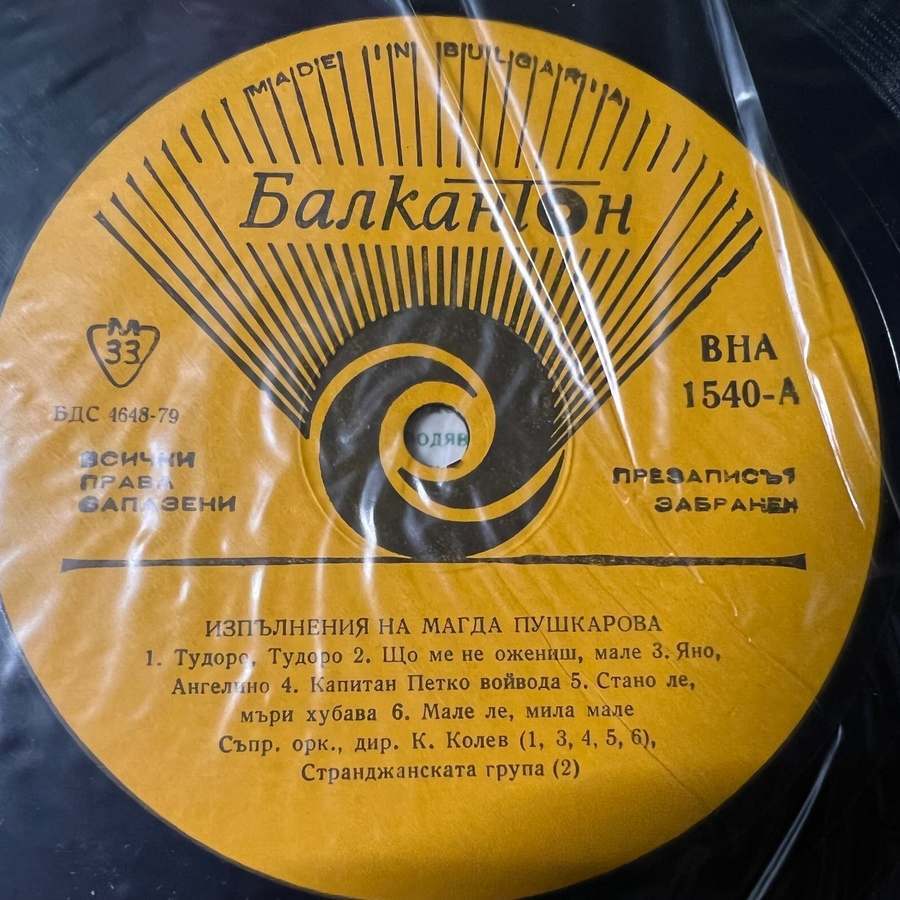 MADE IN BULGARIA
Балкантон
М
33
ВНА
1540-А
БДС 4648-79
ВСИЧКИ
ПРАВА
ЗАПАЗЕНИ
ПРЕЗАПИСЪТ
ЗАБРАНЕН
ОДЯВ
ИЗПЪЛНЕНИЯ НА МАГДА ПУШКАРОВА
1. Тудоро, Тудоро 2. Що ме не ожениш, мале 3. Яно,
Ангелино 4. Капитан Петко войвода 5. Стано ле,
мъри хубава 6. Мале ле, мила мале
Съпр. орк., дир. К. Колев (1, 3, 4, 5, 6),
Странджанската група (2)